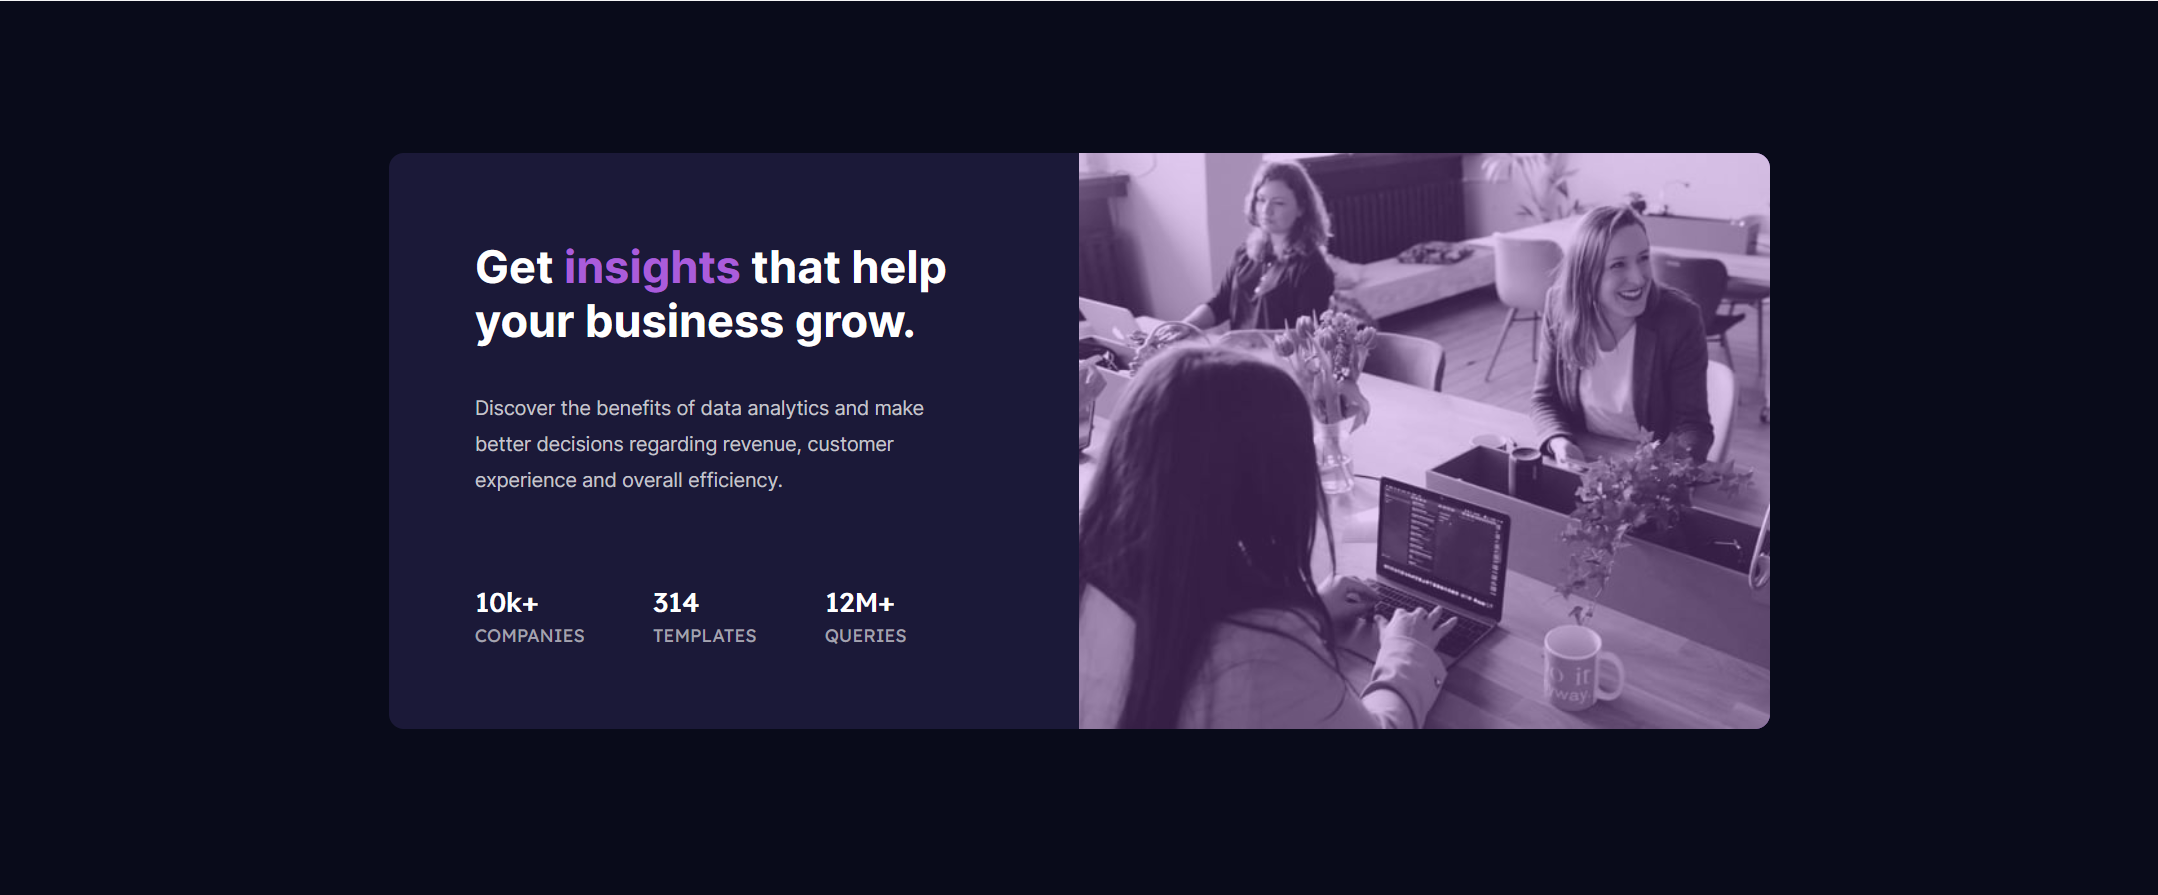 Get insights that help
your business grow.
Discover the benefits of data analytics and make
better decisions regarding revenue, customer
experience and overall efficiency.
10k+ 314 12M+
COMPANIES TEMPLATES QUERIES